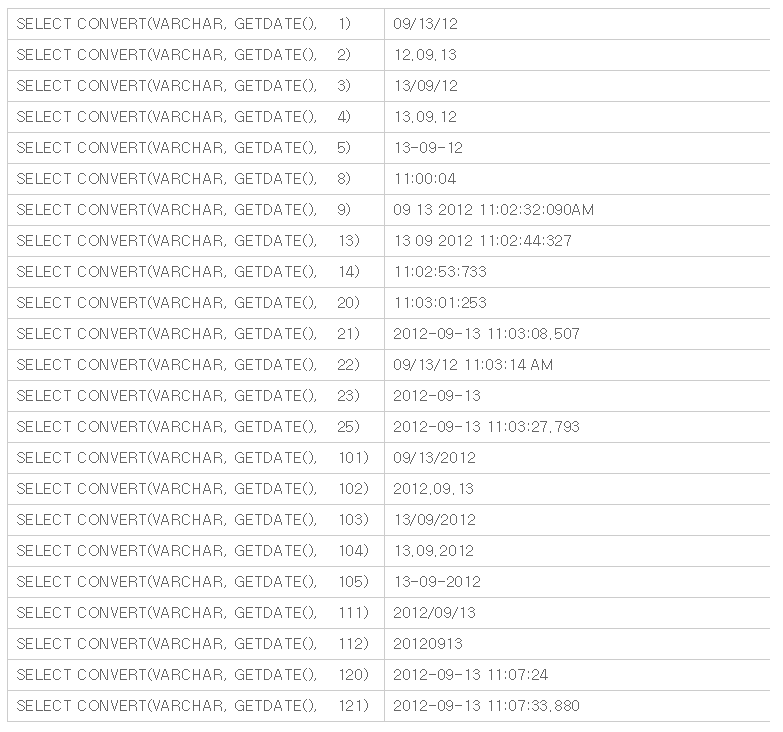 SELECT CONVERT(VARCHAR, GETDATE(), 1) 09/13/12
SELECT CONVERT(VARCHAR, GETDATE(), 2) 12.09.13
SELECT CONVERT(VARCHAR, GETDATE(), 3) 13/09/12
SELECT CONVERT(VARCHAR, GETDATE(), 4) 13.09.12
SELECT CONVERT(VARCHAR, GETDATE(), 5) 13-09-12
SELECT CONVERT(VARCHAR, GETDATE(), 8) 11:00:04
SELECT CONVERT(VARCHAR, GETDATE(), 9) 09 13 2012 11:02:32:090AM
SELECT CONVERT(VARCHAR, GETDATE(), 13) 13 09 2012 11:02:44:327
SELECT CONVERT(VARCHAR, GETDATE(), 14) 11:02:53:733
SELECT CONVERT(VARCHAR, GETDATE(), 20) 11:03:01:253
SELECT CONVERT(VARCHAR, GETDATE(), 21) 2012-09-13 11:03:08.507
SELECT CONVERT(VARCHAR, GETDATE(), 22) 09/13/12 11:03:14 AM
SELECT CONVERT(VARCHAR, GETDATE(), 23) 2012-09-13
SELECT CONVERT(VARCHAR, GETDATE(), 25) 2012-09-13 11:03:27.793
SELECT CONVERT(VARCHAR, GETDATE(), 101) 09/13/2012
SELECT CONVERT(VARCHAR, GETDATE(), 102) 2012.09.13
SELECT CONVERT(VARCHAR, GETDATE(), 103) 13/09/2012
SELECT CONVERT(VARCHAR, GETDATE(), 104) 13.09.2012
SELECT CONVERT(VARCHAR, GETDATE(), 105) 13-09-2012
SELECT CONVERT(VARCHAR, GETDATE(), 111) 2012/09/13
SELECT CONVERT(VARCHAR, GETDATE(), 112) 20120913
SELECT CONVERT(VARCHAR, GETDATE(), 120) 2012-09-13 11:07:24
SELECT CONVERT(VARCHAR, GETDATE(), 121) 2012-09-13 11:07:33.880